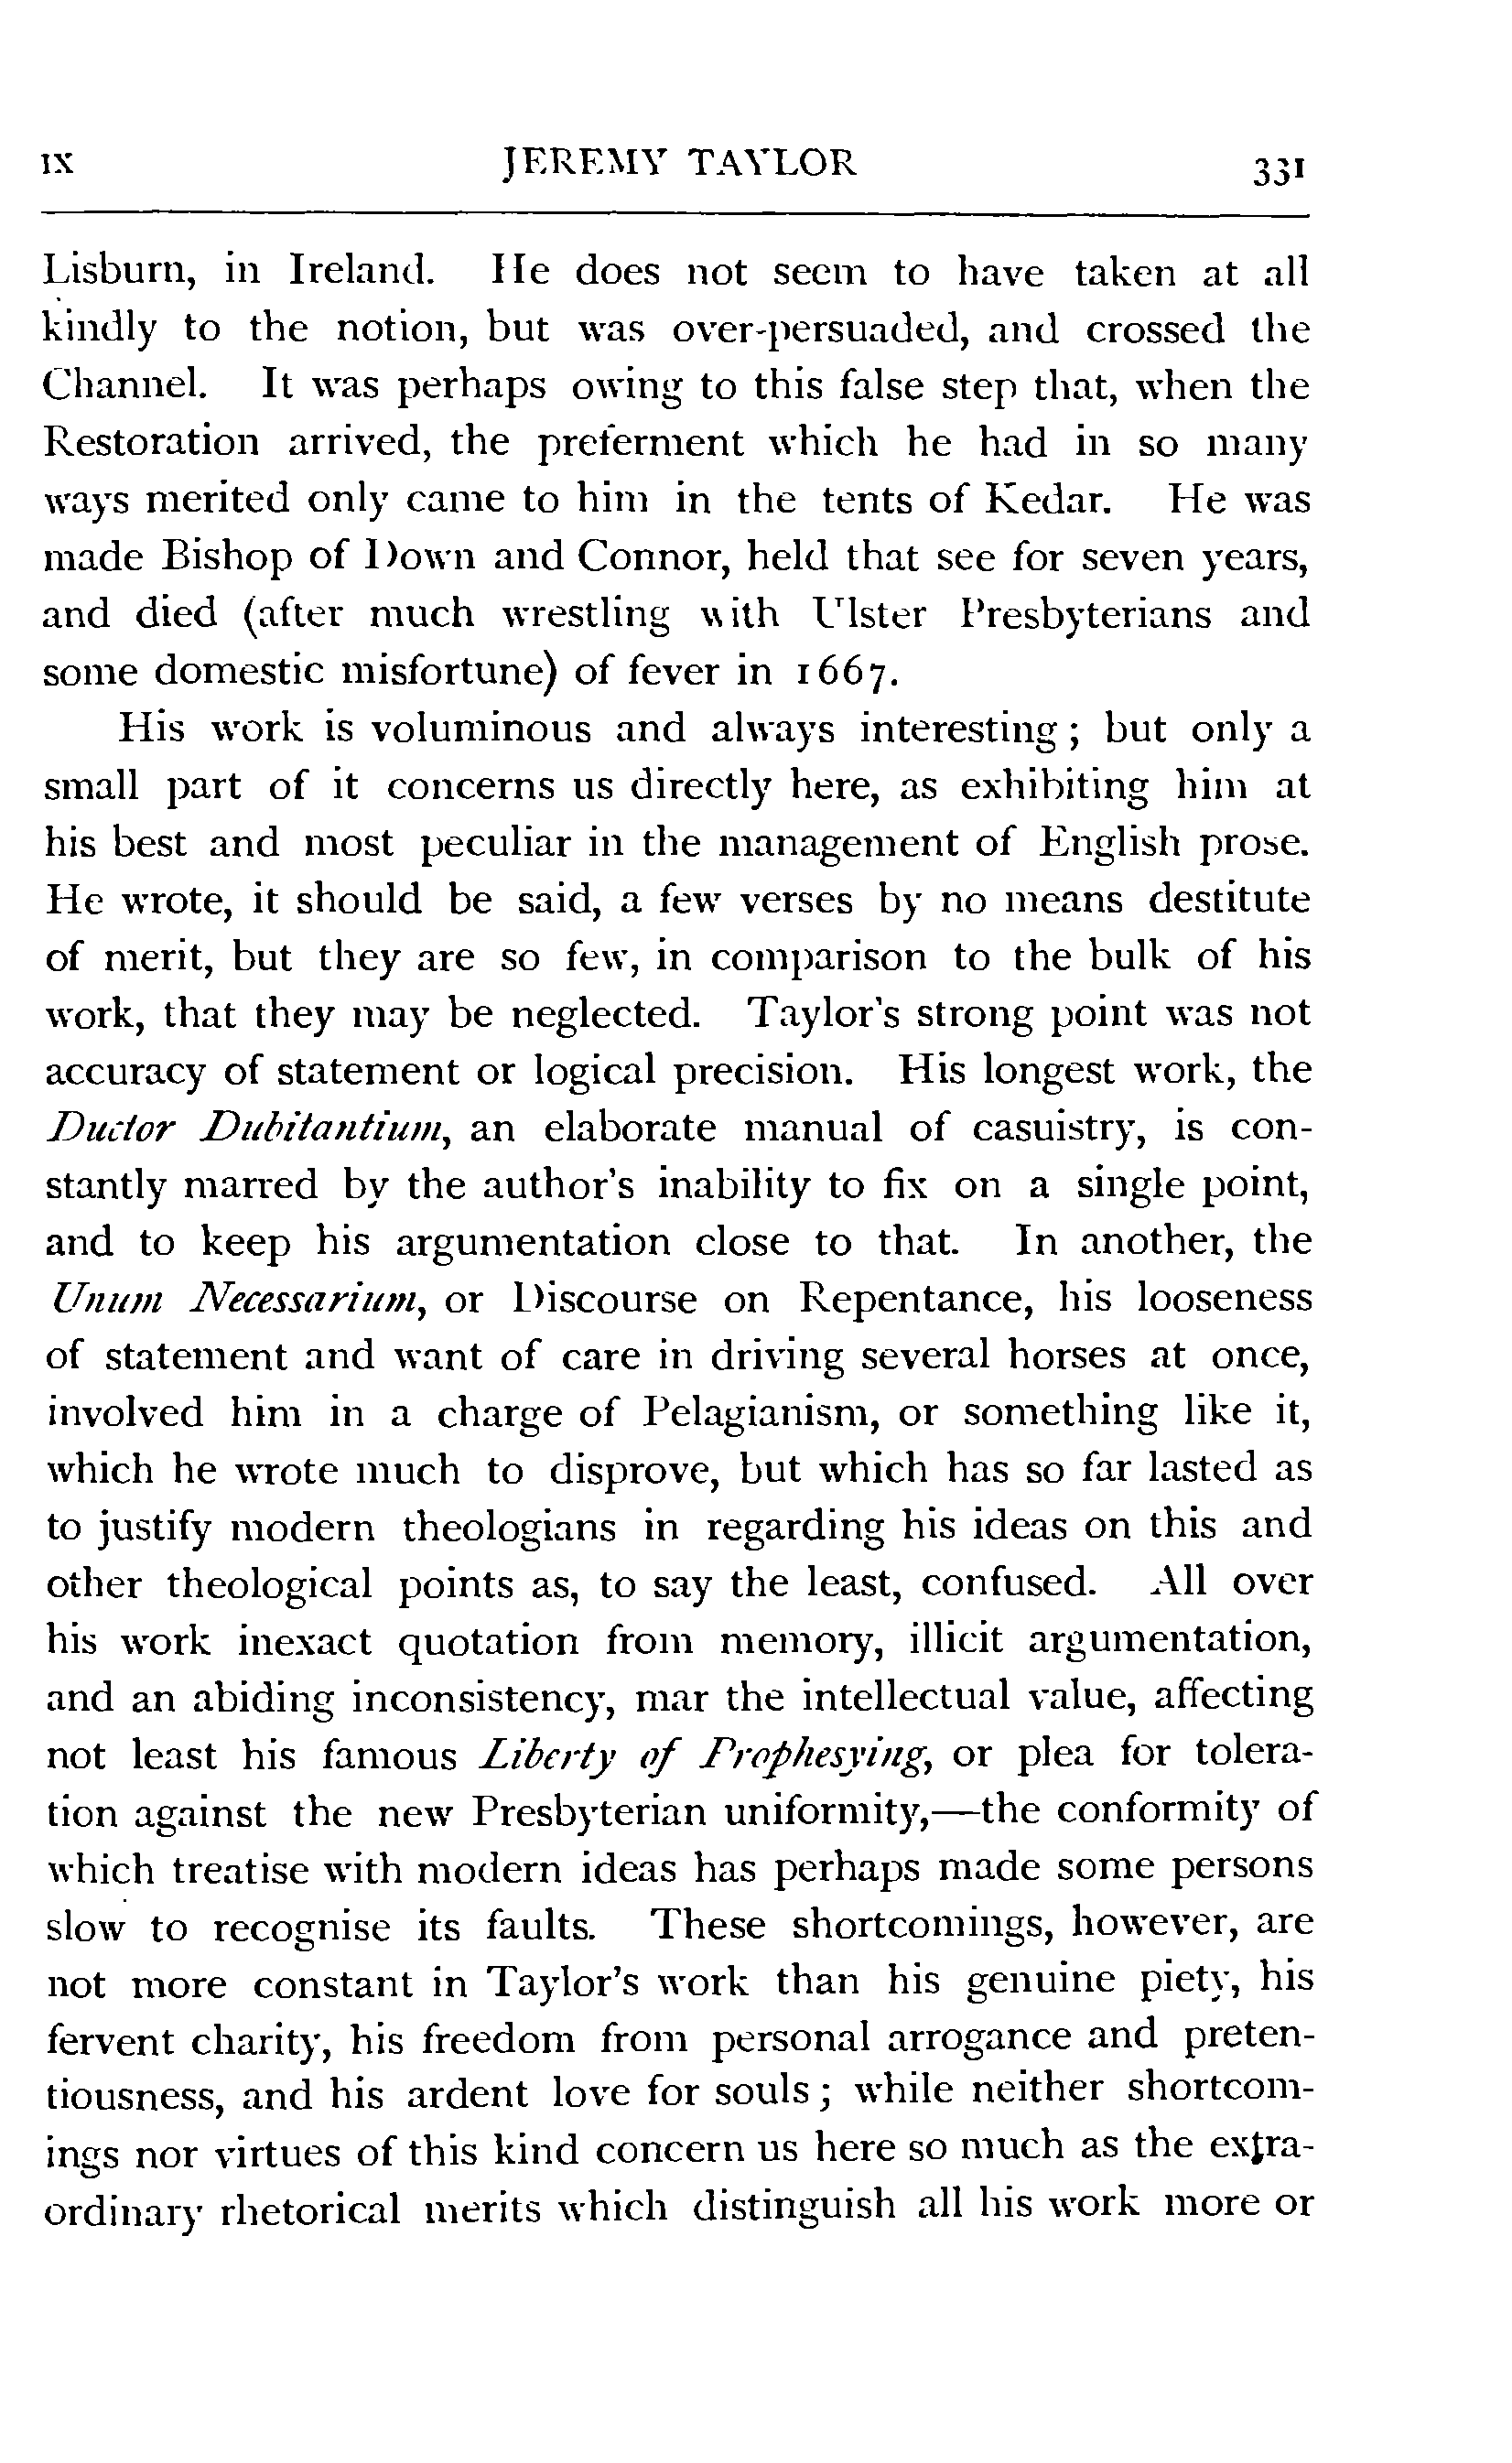 IX JEREMY TAYLOR 331
Lisburn, in Ireland. He does not seem to have taken at all
kindly to the notion, but was over-persuaded, and crossed the
Channel. It was perhaps owing to this false step that, when the
Restoration arrived, the preferment which he had in so many
ways merited only came to him in the tents of Kedar. He was
made Bishop of Down and Connor, held that see for seven years,
and died (after much wrestling with Ulster Presbyterians and
some domestic misfortune) of fever in 1667.
His work is voluminous and always interesting; but only a
small part of it concerns us directly here, as exhibiting him at
his best and most peculiar in the management of English prose.
He wrote, it should be said, a few verses by no means destitute
of merit, but they are so few, in comparison to the bulk of his
work, that they may be neglected. Taylor's strong point was not
accuracy of statement or logical precision. His longest work, the
Ductor Dubitantium, an elaborate manual of casuistry, is con-
stantly marred by the author's inability to fix on a single point,
and to keep his argumentation close to that. In another, the
Unum Necessarium, or Discourse on Repentance, his looseness
of statement and want of care in driving several horses at once,
involved him in a charge of Pelagianism, or something like it,
which he wrote much to disprove, but which has so far lasted as
to justify modern theologians in regarding his ideas on this and
other theological points as, to say the least, confused. All over
his work inexact quotation from memory, illicit argumentation,
and an abiding inconsistency, mar the intellectual value, affecting
not least his famous Liberty of Prophesying, or plea for tolera-
tion against the new Presbyterian uniformity,—the conformity of
which treatise with modern ideas has perhaps made some persons
slow to recognise its faults. These shortcomings, however, are
not more constant in Taylor's work than his genuine piety, his
fervent charity, his freedom from personal arrogance and preten-
tiousness, and his ardent love for souls; while neither shortcom-
ings nor virtues of this kind concern us here so much as the extra-
ordinary rhetorical merits which distinguish all his work more or